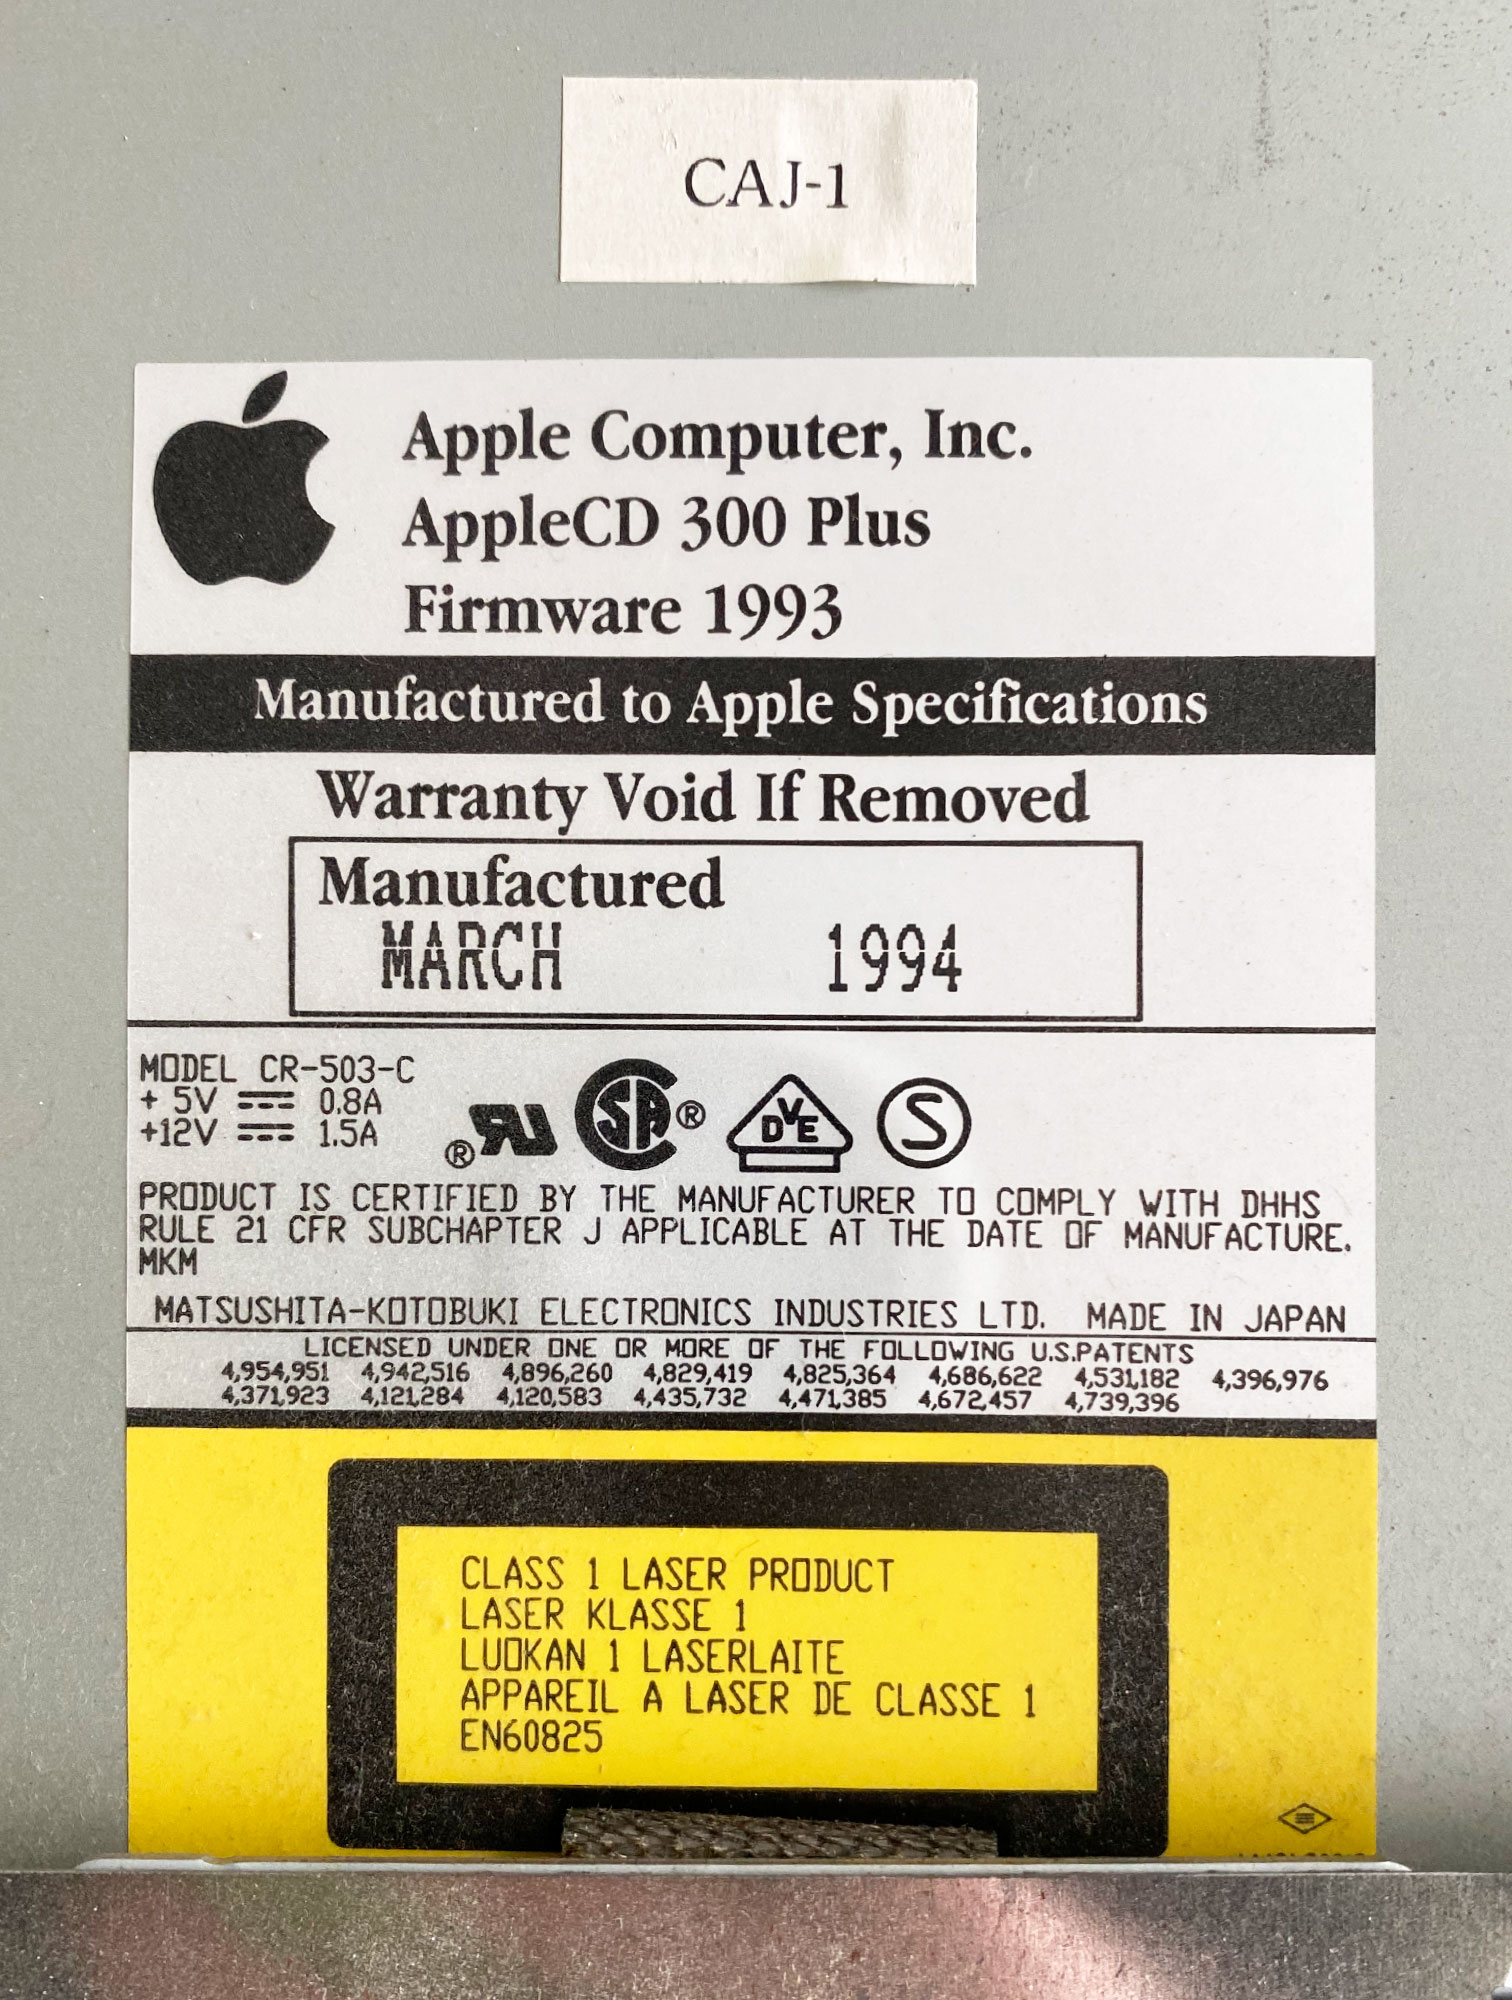 CAJ-1
Apple Computer, Inc.
AppleCD 300 Plus
Firmware 1993
Manufactured to Apple Specifications
Warranty Void If Removed
Manufactured
MARCH 1994
MODEL CR-503-C
+ 5V 0.8A
+12V 1.5A
® RU SA ® DVE S
PRODUCT IS CERTIFIED BY THE MANUFACTURER TO COMPLY WITH DHHS
RULE 21 CFR SUBCHAPTER J APPLICABLE AT THE DATE OF MANUFACTURE.
MKM
MATSUSHITA-KOTOBUKI ELECTRONICS INDUSTRIES LTD. MADE IN JAPAN
LICENSED UNDER ONE OR MORE OF THE FOLLOWING U.S.PATENTS
4,954,951 4,942,516 4,896,260 4,829,419 4,825,364 4,686,622 4,531,182 4,396,976
4,371,923 4,121,284 4,120,583 4,435,732 4,471,385 4,672,457 4,739,396
CLASS 1 LASER PRODUCT
LASER KLASSE 1
LUOKAN 1 LASERLAITE
APPAREIL A LASER DE CLASSE 1
EN60825